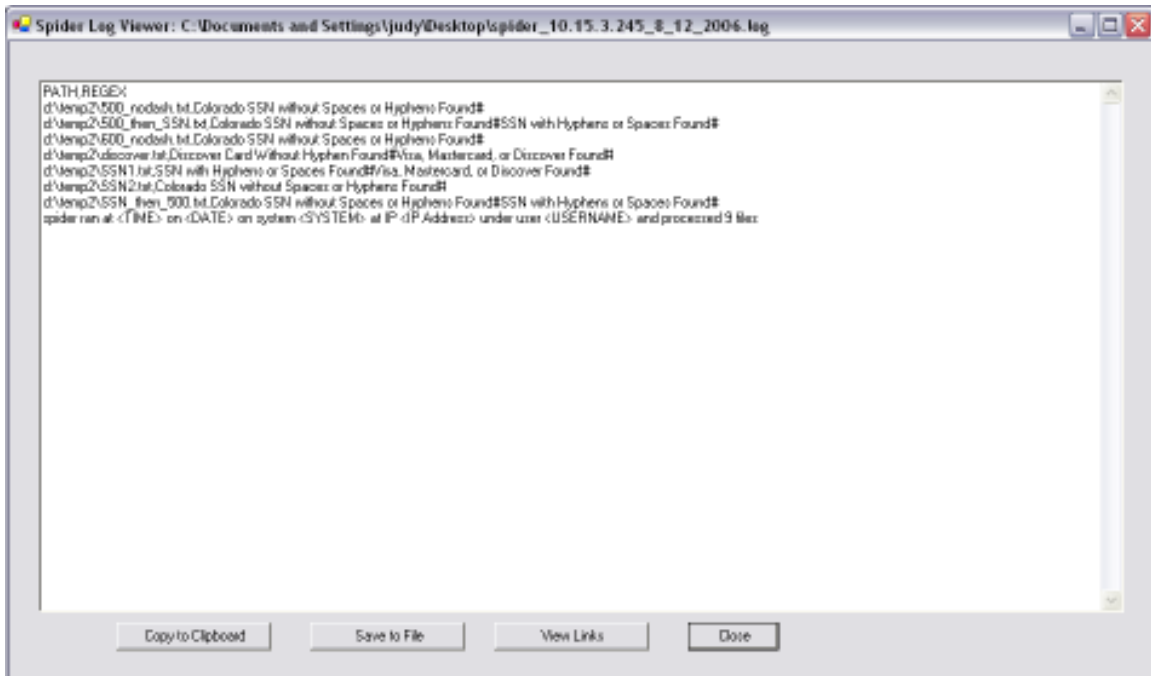 Spider Log Viewer: C:\Documents and Settings\judy\Desktop\spider_10.15.3.245_8_12_2006.log
PATH,REGEX
d:\temp2\500_nodash.txt,Colorado SSN without Spaces or Hyphens Found#
d:\temp2\500_then_SSN.txt,Colorado SSN without Spaces or Hyphens Found#SSN with Hyphens or Spaces Found#
d:\temp2\600_nodash.txt,Colorado SSN without Spaces or Hyphens Found#
d:\temp2\discover.txt,Discover Card Without Hyphen Found#Visa, Mastercard, or Discover Found#
d:\temp2\SSN1.txt,SSN with Hyphens or Spaces Found#Visa, Mastercard, or Discover Found#
d:\temp2\SSN2.txt,Colorado SSN without Spaces or Hyphens Found#
d:\temp2\SSN_then_500.txt,Colorado SSN without Spaces or Hyphens Found#SSN with Hyphens or Spaces Found#
spider ran at <TIME> on <DATE> on system <SYSTEM> at IP <IP Address> under user <USERNAME> and processed 9 files
Copy to Clipboard
Save to File
View Links
Close